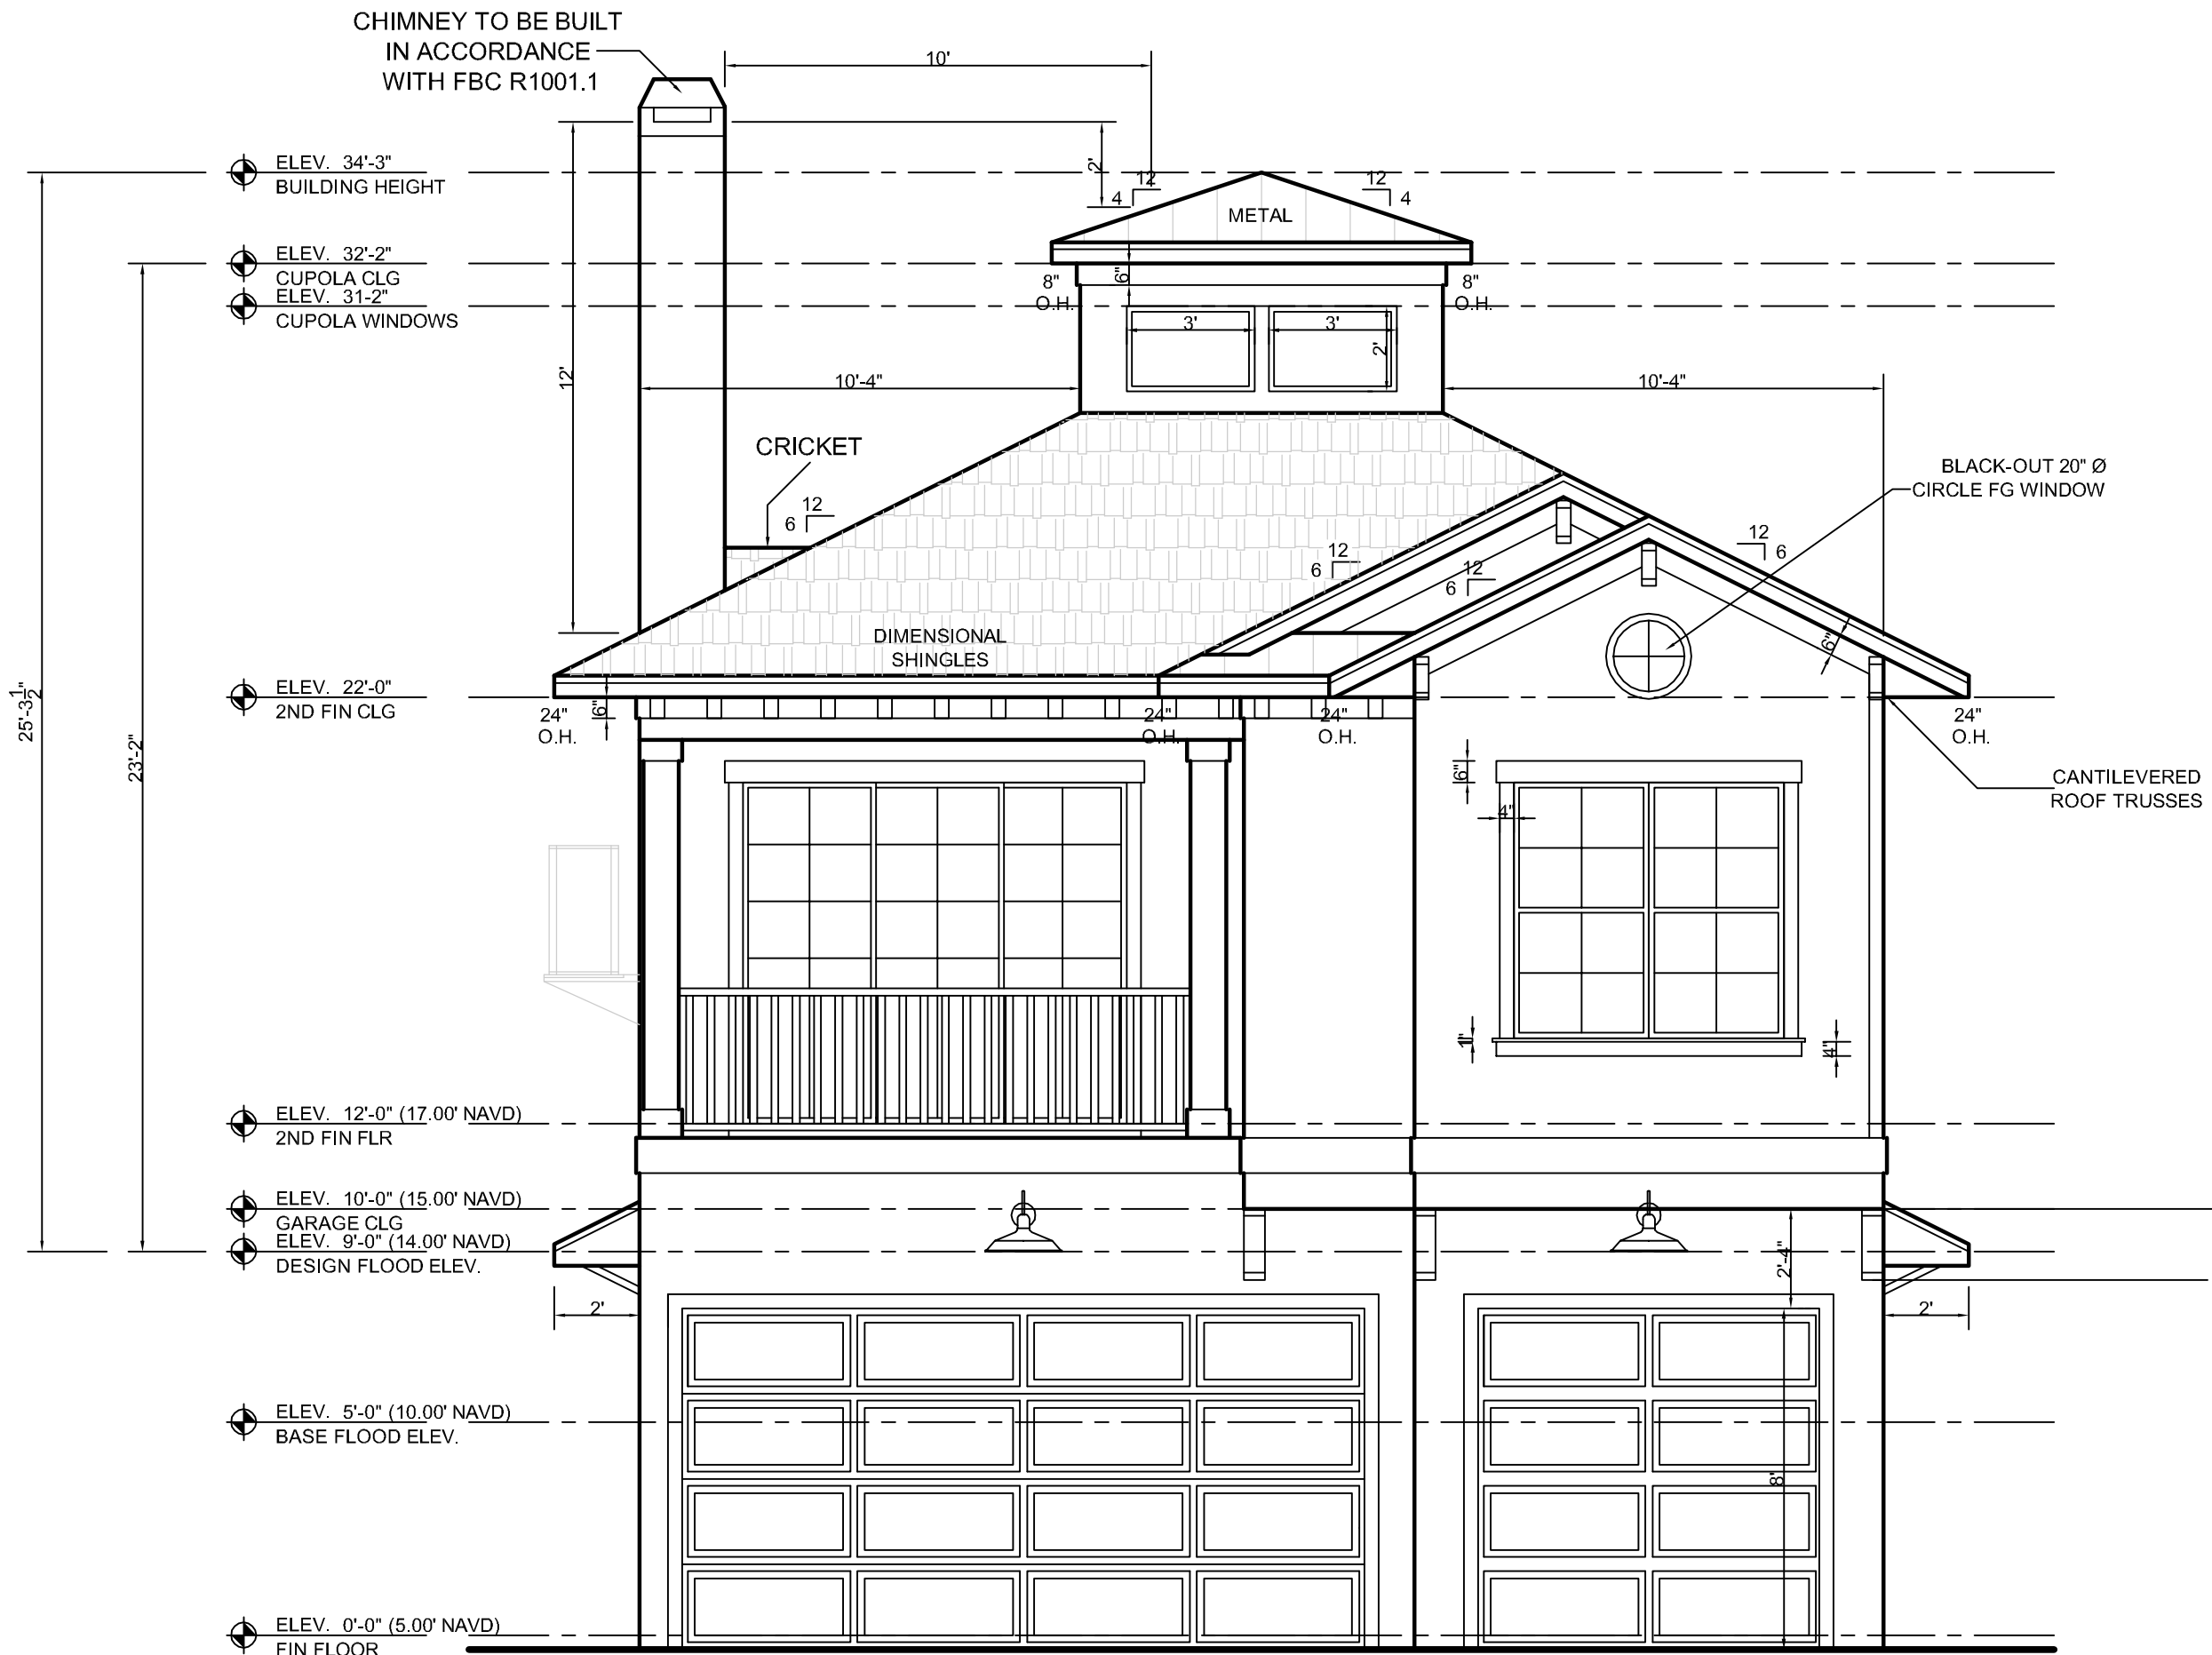 CHIMNEY TO BE BUILT
IN ACCORDANCE
WITH FBC R1001.1
10'
2'
ELEV. 34'-3"
BUILDING HEIGHT
12
4
12
4
METAL
ELEV. 32'-2"
CUPOLA CLG
ELEV. 31-2"
CUPOLA WINDOWS
6"
8"
O.H.
8"
O.H.
3'
3'
2'
12'
10'-4"
10'-4"
CRICKET
12
6
BLACK-OUT 20" Ø
CIRCLE FG WINDOW
12
6
12
6
12
6
6"
DIMENSIONAL
SHINGLES
25'-3 1/2"
23'-2"
ELEV. 22'-0"
2ND FIN CLG
6"
24"
O.H.
24"
O.H.
24"
O.H.
24"
O.H.
CANTILEVERED
ROOF TRUSSES
6"
4"
1"
4"
ELEV. 12'-0" (17.00' NAVD)
2ND FIN FLR
ELEV. 10'-0" (15.00' NAVD)
GARAGE CLG
ELEV. 9'-0" (14.00' NAVD)
DESIGN FLOOD ELEV.
2'-4"
2'
2'
ELEV. 5'-0" (10.00' NAVD)
BASE FLOOD ELEV.
8'
ELEV. 0'-0" (5.00' NAVD)
FIN FLOOR